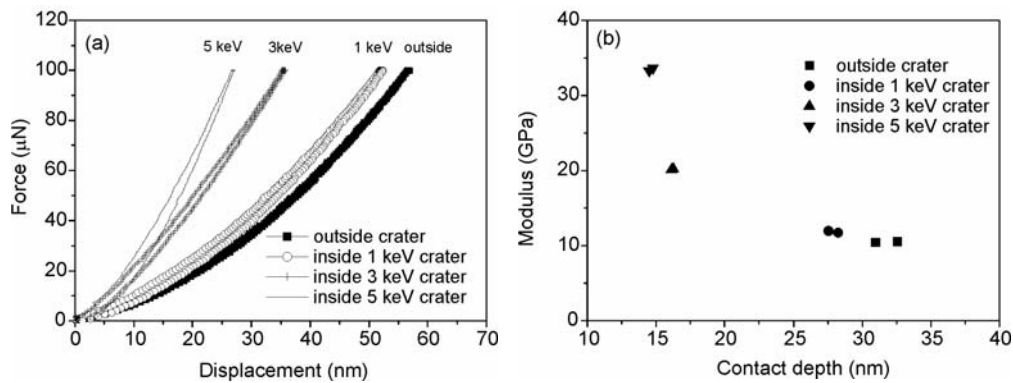 (a)
5 keV 3keV 1 keV outside
100
80
60
40
20
0
Force (μN)
outside crater
inside 1 keV crater
inside 3 keV crater
inside 5 keV crater
0 10 20 30 40 50 60 70
Displacement (nm)
(b)
40
30
20
10
0
Modulus (GPa)
outside crater
inside 1 keV crater
inside 3 keV crater
inside 5 keV crater
10 15 20 25 30 35 40
Contact depth (nm)